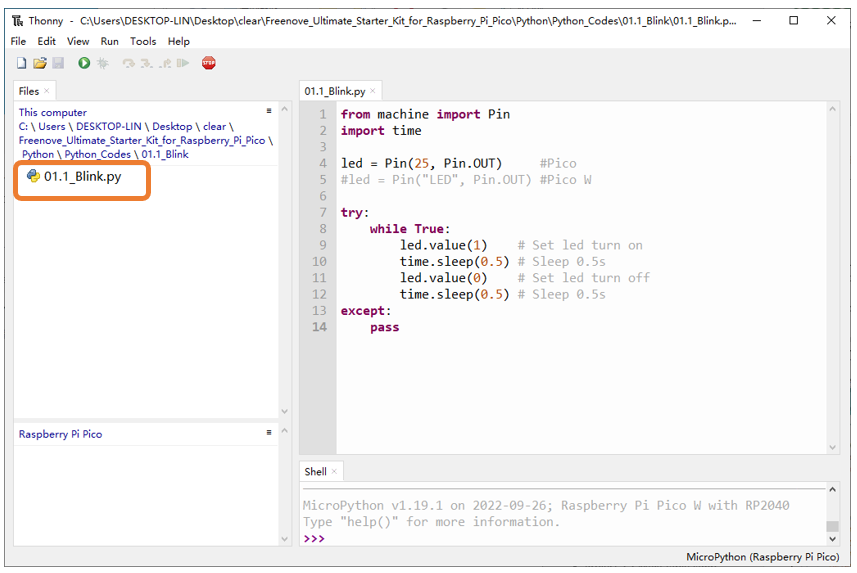 Thonny - C:\Users\DESKTOP-LIN\Desktop\clear\Freenove_Ultimate_Starter_Kit_for_Raspberry_Pi_Pico\Python\Python_Codes\01.1_Blink\01.1_Blink.p...
File Edit View Run Tools Help
STOP
Files
This computer
C: \ Users \ DESKTOP-LIN \ Desktop \ clear \
Freenove_Ultimate_Starter_Kit_for_Raspberry_Pi_Pico \
Python \ Python_Codes \ 01.1_Blink
01.1_Blink.py
Raspberry Pi Pico
01.1_Blink.py
1 from machine import Pin
2 import time
3
4 led = Pin(25, Pin.OUT)     #Pico
5 #led = Pin("LED", Pin.OUT) #Pico W
6
7 try:
8     while True:
9         led.value(1)    # Set led turn on
10         time.sleep(0.5) # Sleep 0.5s
11         led.value(0)    # Set led turn off
12         time.sleep(0.5) # Sleep 0.5s
13 except:
14     pass
Shell
MicroPython v1.19.1 on 2022-09-26; Raspberry Pi Pico W with RP2040
Type "help()" for more information.
>>>
MicroPython (Raspberry Pi Pico)